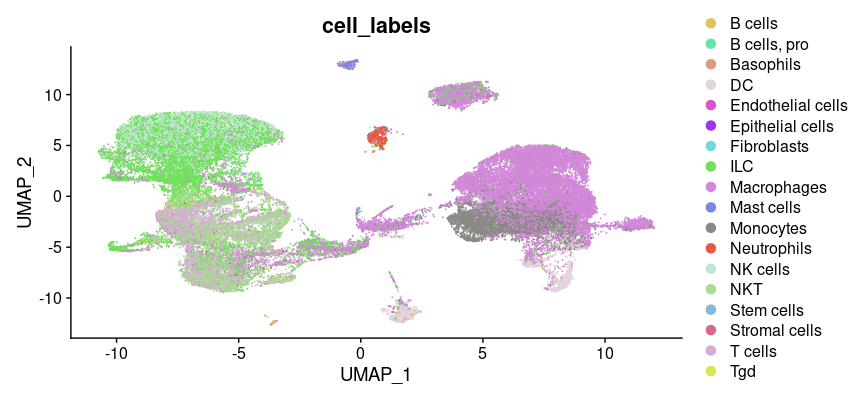 cell_labels
UMAP_2
10
5
0
-5
-10
-10
-5
0
5
10
UMAP_1
B cells
B cells, pro
Basophils
DC
Endothelial cells
Epithelial cells
Fibroblasts
ILC
Macrophages
Mast cells
Monocytes
Neutrophils
NK cells
NKT
Stem cells
Stromal cells
T cells
Tgd